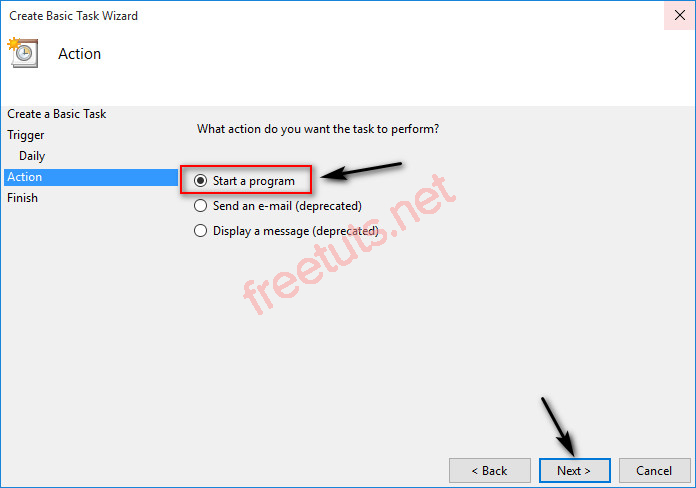 Create Basic Task Wizard
Action
Create a Basic Task
Trigger
Daily
Action
Finish
What action do you want the task to perform?
Start a program
Send an e-mail (deprecated)
Display a message (deprecated)
freetuts.net
< Back
Next >
Cancel